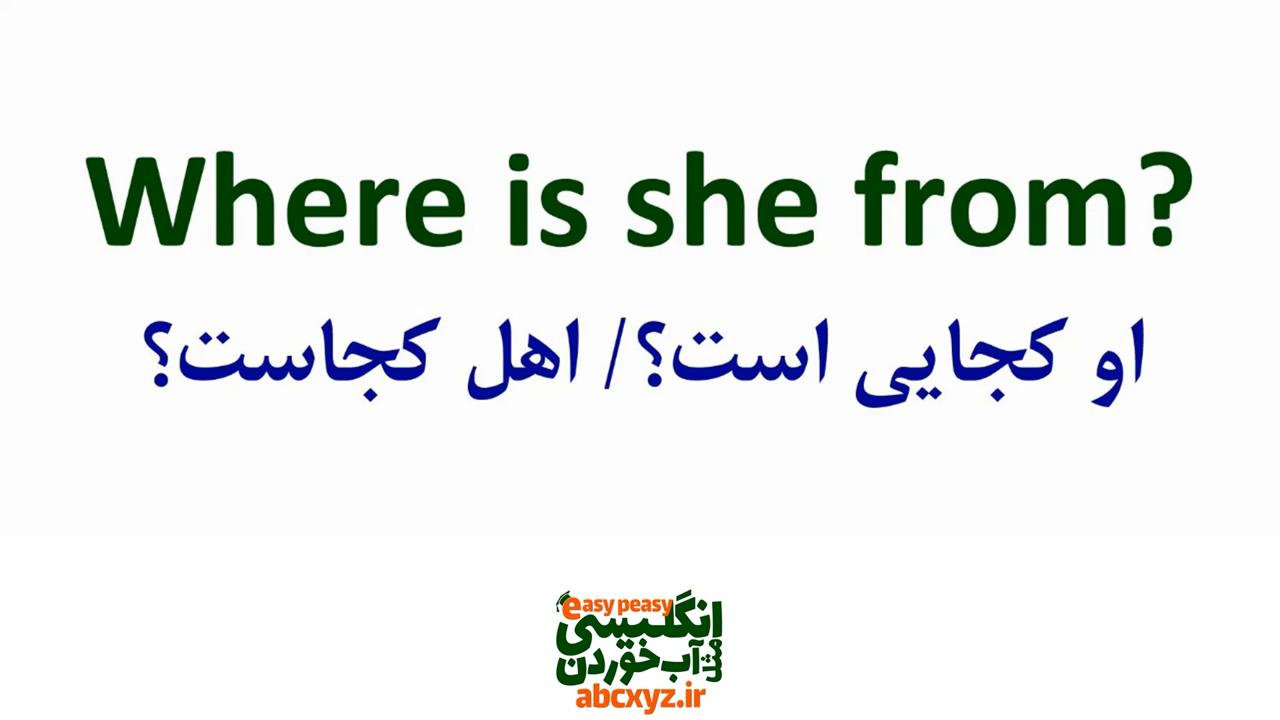 Where is she from?
او کجایی است؟/ اهل کجاست؟
easy peasy
انگلیسی
مثل آب خوردن
abcxyz.ir